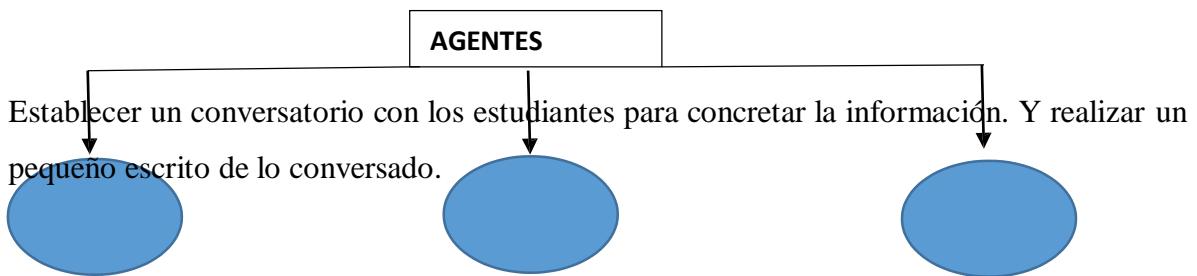 AGENTES
Establecer un conversatorio con los estudiantes para concretar la información. Y realizar un
pequeño escrito de lo conversado.